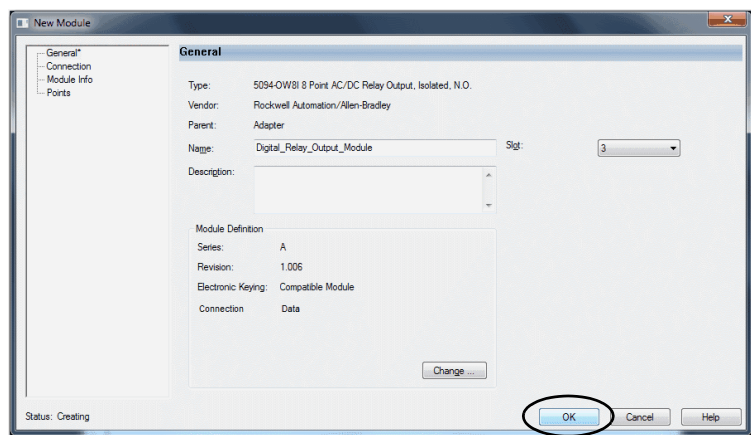 New Module
General*
Connection
Module Info
Points
General
Type: 5094-OW8I 8 Point AC/DC Relay Output, Isolated, N.O.
Vendor: Rockwell Automation/Allen-Bradley
Parent: Adapter
Name: Digital_Relay_Output_Module Slot: 3
Description:
Module Definition
Series: A
Revision: 1.006
Electronic Keying: Compatible Module
Connection Data
Change ...
Status: Creating OK Cancel Help